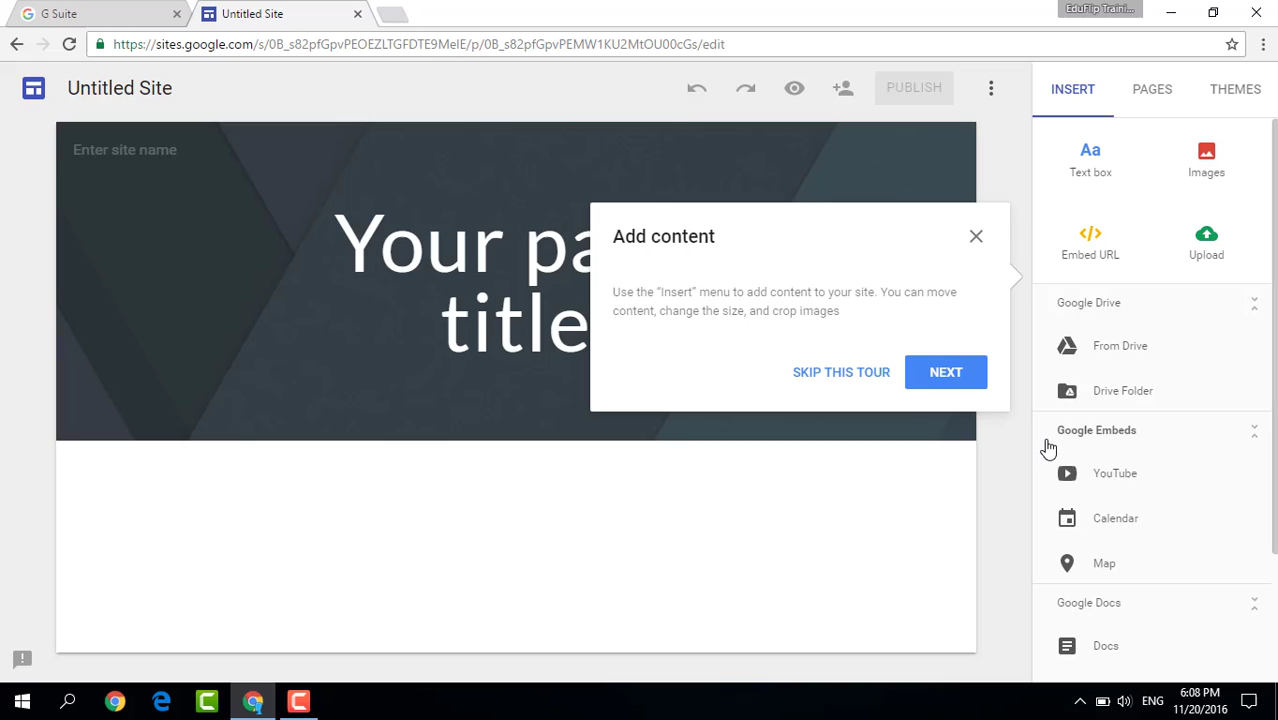 G Suite
Untitled Site
EduFlip Traini...
https://sites.google.com/s/0B_s82pfGpvPEOEZLTGFDTE9MeIE/p/0B_s82pfGpvPEMW1KU2MtOU00cGs/edit
Untitled Site
PUBLISH
INSERT
PAGES
THEMES
Enter site name
Your pa
title
Add content
Use the “Insert” menu to add content to your site. You can move
content, change the size, and crop images
SKIP THIS TOUR
NEXT
Aa
Text box
Images
Embed URL
Upload
Google Drive
From Drive
Drive Folder
Google Embeds
YouTube
Calendar
Map
Google Docs
Docs
ENG
6:08 PM
11/20/2016